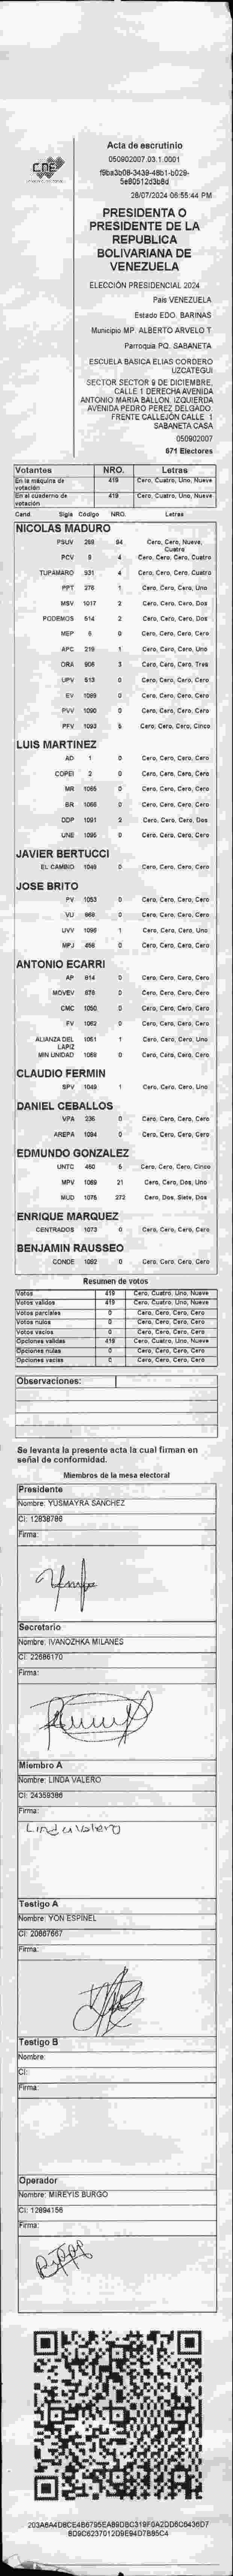 CNE
Acta de escrutinio
050902007.03.1.0001
28/07/2024 06:55:44 PM
PRESIDENTA O
PRESIDENTE DE LA
REPUBLICA
BOLIVARIANA DE
VENEZUELA
ELECCIÓN PRESIDENCIAL 2024
País VENEZUELA
Estado EDO. BARINAS
Municipio MP. ALBERTO ARVELO T
Parroquia PQ. SABANETA
ESCUELA BASICA ELIAS CORDERO
UZCATEGUI
SECTOR SECTOR 9 DE DICIEMBRE.
CALLE 1 DERECHA AVENIDA
ANTONIO MARIA BALLON. IZQUIERDA
AVENIDA PEDRO PEREZ DELGADO.
FRENTE CALLEJÓN CALLE 1
SABANETA CASA
050902007
671 Electores
Votantes NRO. Letras
En la máquina de votación 419 Cero, Cuatro, Uno, Nueve
En el cuaderno de votación 419 Cero, Cuatro, Uno, Nueve
Cand Sigla Código NRO. Letras
NICOLAS MADURO
PSUV 94 Cero, Cero, Nueve, Cuatro
PCV 4 Cero, Cero, Cero, Cuatro
TUPAMARO 931 4 Cero, Cero, Cero, Cuatro
PPT 276 1 Cero, Cero, Cero, Uno
MSV 1017 2 Cero, Cero, Cero, Dos
PODEMOS 514 2 Cero, Cero, Cero, Dos
MEP 6 0 Cero, Cero, Cero, Cero
APC 219 1 Cero, Cero, Cero, Uno
ORA 908 3 Cero, Cero, Cero, Tres
UPV 513 0 Cero, Cero, Cero, Cero
EV 1089 0 Cero, Cero, Cero, Cero
PVV 1090 0 Cero, Cero, Cero, Cero
PFV 1093 5 Cero, Cero, Cero, Cinco
LUIS MARTINEZ
AD 1 0 Cero, Cero, Cero, Cero
COPEI 2 0 Cero, Cero, Cero, Cero
MR 1065 0 Cero, Cero, Cero, Cero
BR 1066 0 Cero, Cero, Cero, Cero
DDP 1091 2 Cero, Cero, Cero, Dos
UNE 1095 0 Cero, Cero, Cero, Cero
JAVIER BERTUCCI
EL CAMBIO 1048 0 Cero, Cero, Cero, Cero
JOSE BRITO
PV 1053 0 Cero, Cero, Cero, Cero
VU 868 0 Cero, Cero, Cero, Cero
UVV 1098 1 Cero, Cero, Cero, Uno
MPJ 458 0 Cero, Cero, Cero, Cero
ANTONIO ECARRI
AP 914 0 Cero, Cero, Cero, Cero
MOVEV 878 0 Cero, Cero, Cero, Cero
CMC 1050 0 Cero, Cero, Cero, Cero
FV 1062 0 Cero, Cero, Cero, Cero
ALIANZA DEL LAPIZ 1061 1 Cero, Cero, Cero, Uno
MIN UNIDAD 1058 0 Cero, Cero, Cero, Cero
CLAUDIO FERMIN
SPV 1049 1 Cero, Cero, Cero, Uno
DANIEL CEBALLOS
VPA 236 0 Cero, Cero, Cero, Cero
AREPA 1094 0 Cero, Cero, Cero, Cero
EDMUNDO GONZALEZ
UNTC 460 5 Cero, Cero, Cero, Cinco
MPV 1069 21 Cero, Cero, Dos, Uno
MUD 1076 272 Cero, Dos, Siete, Dos
ENRIQUE MARQUEZ
CENTRADOS 1073 0 Cero, Cero, Cero, Cero
BENJAMIN RAUSSEO
CONDE 1082 0 Cero, Cero, Cero, Cero
Resumen de votos
Votos 419 Cero, Cuatro, Uno, Nueve
Votos validos 419 Cero, Cuatro, Uno, Nueve
Votos parciales 0 Cero, Cero, Cero, Cero
Votos nulos 0 Cero, Cero, Cero, Cero
Votos vacios 0 Cero, Cero, Cero, Cero
Opciones validas 419 Cero, Cuatro, Uno, Nueve
Opciones nulas 0 Cero, Cero, Cero, Cero
Opciones vacias 0 Cero, Cero, Cero, Cero
Observaciones:
Se levanta la presente acta la cual firman en
señal de conformidad.
Miembros de la mesa electoral
Presidente
Nombre: YUSMAYRA SANCHEZ
CI: 12838786
Firma:
Secretario
Nombre: IVANOZHKA MILANES
CI: 22686170
Firma:
Miembro A
Nombre: LINDA VALERO
CI: 24359386
Firma:
Linda Valero
Testigo A
Nombre: YON ESPINEL
CI: 20867667
Firma:
Testigo B
Nombre:
CI:
Firma:
Operador
Nombre: MIREYIS BURGO
CI: 12894156
Firma: